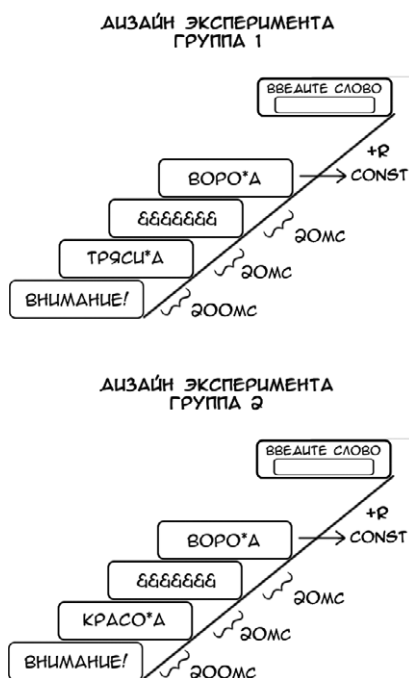 ДИЗАЙН ЭКСПЕРИМЕНТА
ГРУППА 1
ВВЕДИТЕ СЛОВО
+R
ВОРО*А
CONST
&&&&&&&
20МС
ТРЯСИ*А
20МС
ВНИМАНИЕ!
200МС
ДИЗАЙН ЭКСПЕРИМЕНТА
ГРУППА 2
ВВЕДИТЕ СЛОВО
+R
ВОРО*А
CONST
&&&&&&&
20МС
КРАСО*А
20МС
ВНИМАНИЕ!
200МС